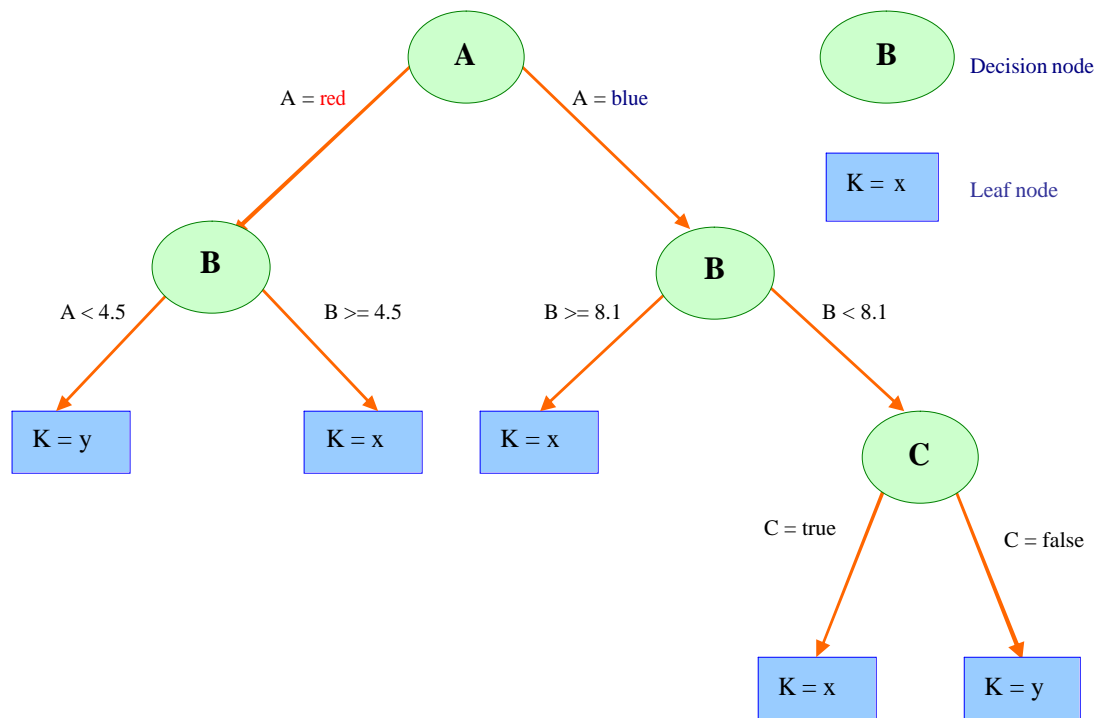 A
B
Decision node
A = red
A = blue
K = x
Leaf node
B
B
A < 4.5
B >= 4.5
B >= 8.1
B < 8.1
K = y
K = x
K = x
C
C = true
C = false
K = x
K = y